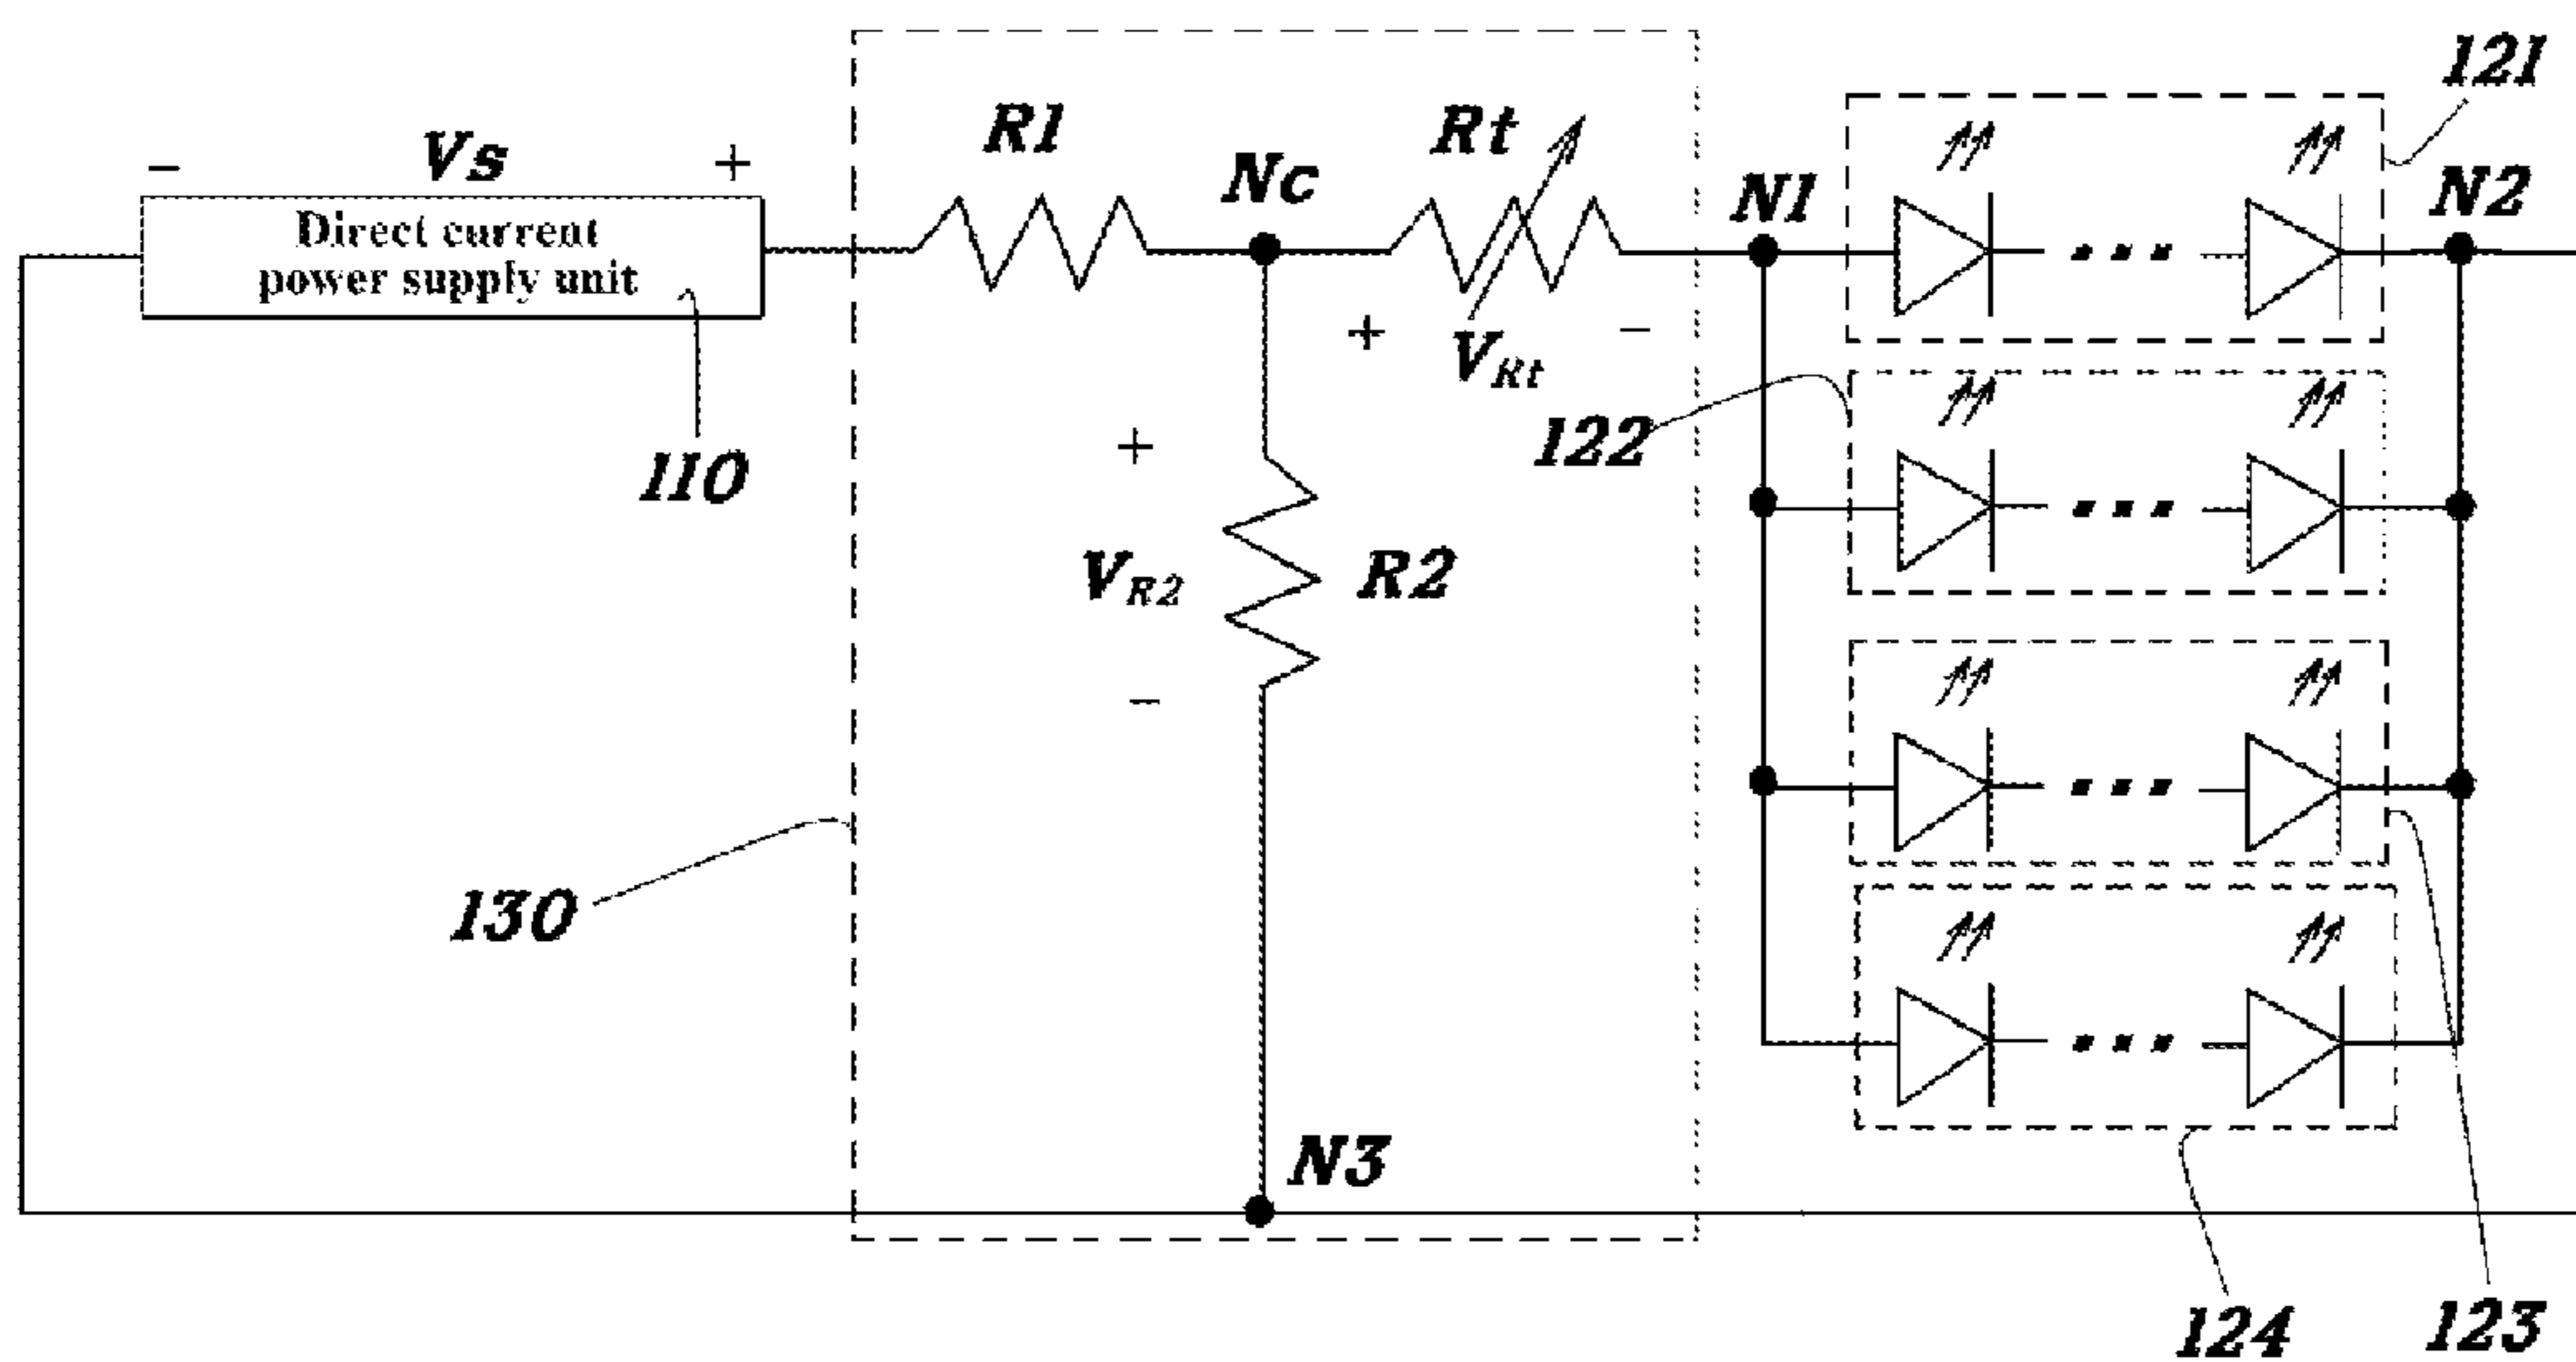 121
R1
Rt
- Vs +
Nc
N1
N2
Direct current
power supply unit
+ VRt -
122
110
+
VR2
R2
-
130
N3
124
123